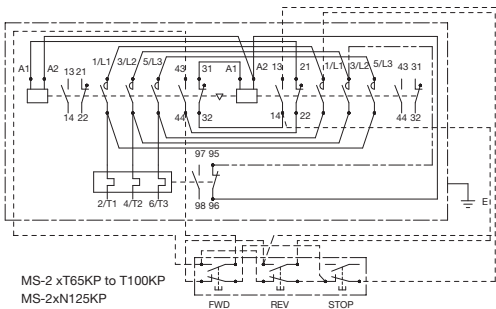 A1 A2 13 21 1/L1 3/L2 5/L3 43 31 A1 A2 13 21 1/L1 3/L2 5/L3 43 31
14 22 44 32 14 22 44 32
97 95
98 96
2/T1 4/T2 6/T3
E
MS-2 xT65KP to T100KP
MS-2xN125KP
FWD REV STOP